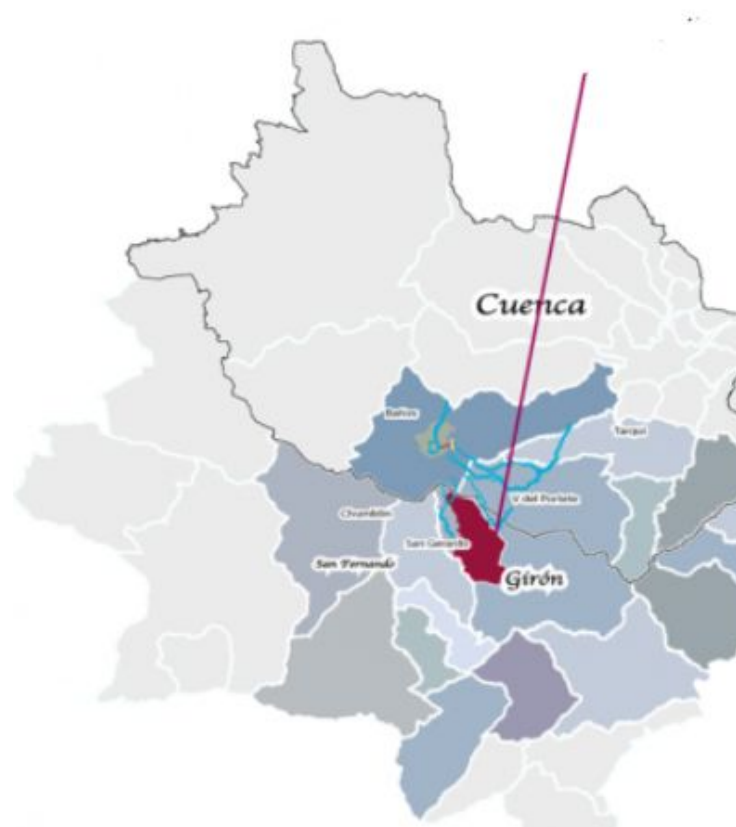 Cuenca
Baños
Tarqui
V del Portete
Chumblín
San Gerardo
San Fernando
Girón